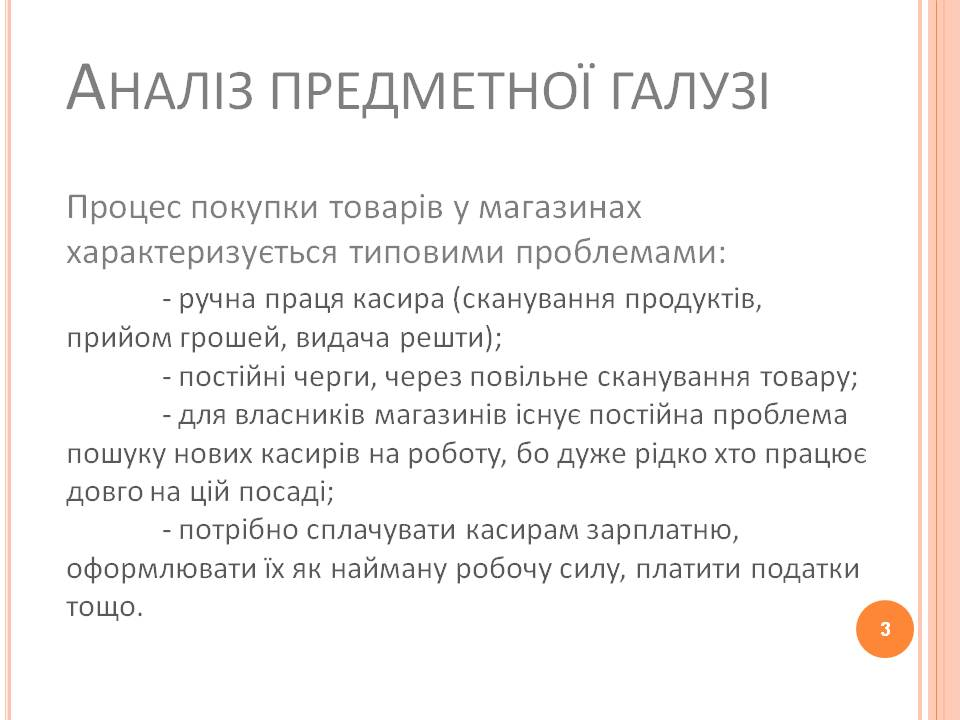 Аналіз предметної галузі
Процес покупки товарів у магазинах
характеризується типовими проблемами:
- ручна праця касира (сканування продуктів,
прийом грошей, видача решти);
- постійні черги, через повільне сканування товару;
- для власників магазинів існує постійна проблема
пошуку нових касирів на роботу, бо дуже рідко хто працює
довго на цій посаді;
- потрібно сплачувати касирам зарплатню,
оформлювати їх як найману робочу силу, платити податки
тощо.
3